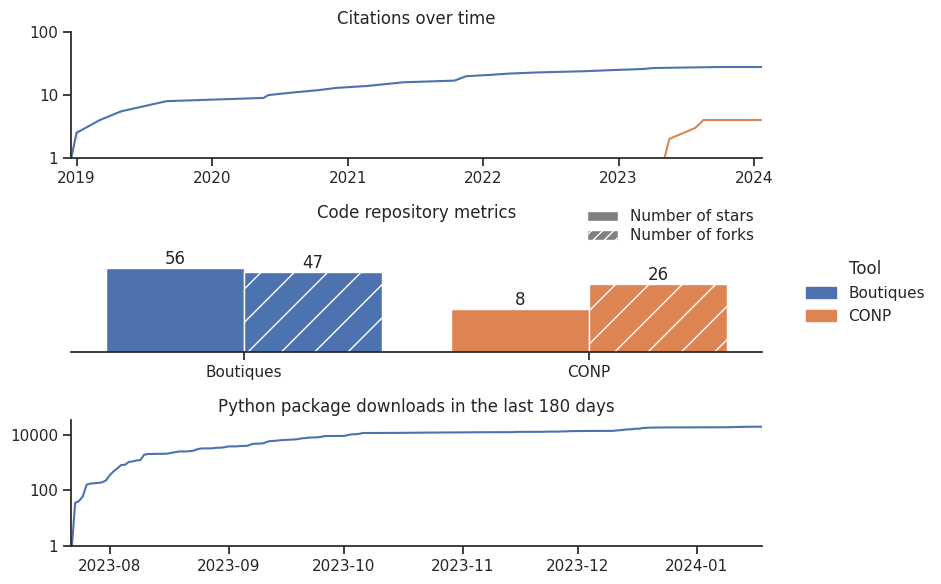 Citations over time
100
10
1
2019 2020 2021 2022 2023 2024
Code repository metrics
Number of stars
Number of forks
56 47 8 26
Boutiques CONP
Tool
Boutiques
CONP
Python package downloads in the last 180 days
10000
100
1
2023-08 2023-09 2023-10 2023-11 2023-12 2024-01